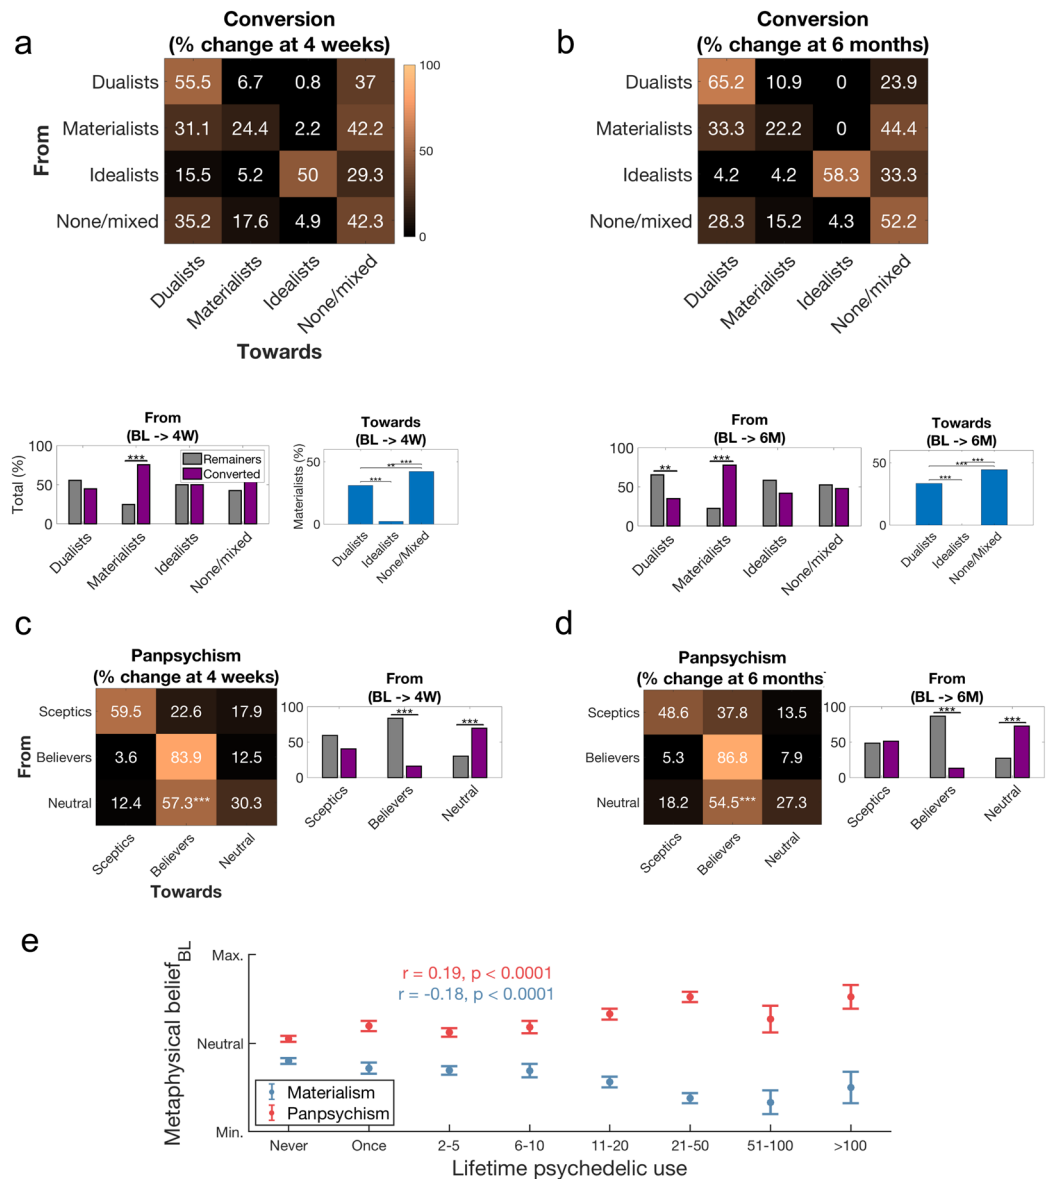 a
Conversion
(% change at 4 weeks)
From
Dualists 55.5 6.7 0.8 37
Materialists 31.1 24.4 2.2 42.2
Idealists 15.5 5.2 50 29.3
None/mixed 35.2 17.6 4.9 42.3
Dualists Materialists Idealists None/mixed
Towards
100
50
0
b
Conversion
(% change at 6 months)
Dualists 65.2 10.9 0 23.9
Materialists 33.3 22.2 0 44.4
Idealists 4.2 4.2 58.3 33.3
None/mixed 28.3 15.2 4.3 52.2
Dualists Materialists Idealists None/mixed
From
(BL -> 4W)
Total (%)
100
50
0
***
Remainers
Converted
Dualists Materialists Idealists None/mixed
Towards
(BL -> 4W)
Materialists (%)
50
0
***
**
***
Dualists Idealists None/Mixed
From
(BL -> 6M)
100
50
0
** ***
Dualists Materialists Idealists None/mixed
Towards
(BL -> 6M)
50
0
***
***
***
Dualists Idealists None/Mixed
c
Panpsychism
(% change at 4 weeks)
From
Sceptics 59.5 22.6 17.9
Believers 3.6 83.9 12.5
Neutral 12.4 57.3*** 30.3
Sceptics Believers Neutral
Towards
From
(BL -> 4W)
100
50
0
*** ***
Sceptics Believers Neutral
d
Panpsychism
(% change at 6 months
Sceptics 48.6 37.8 13.5
Believers 5.3 86.8 7.9
Neutral 18.2 54.5*** 27.3
Sceptics Believers Neutral
From
(BL -> 6M)
100
50
0
*** ***
Sceptics Believers Neutral
e
Metaphysical belief BL
Max.
Neutral
Min.
r = 0.19, p < 0.0001
r = -0.18, p < 0.0001
Materialism
Panpsychism
Never Once 2-5 6-10 11-20 21-50 51-100 >100
Lifetime psychedelic use